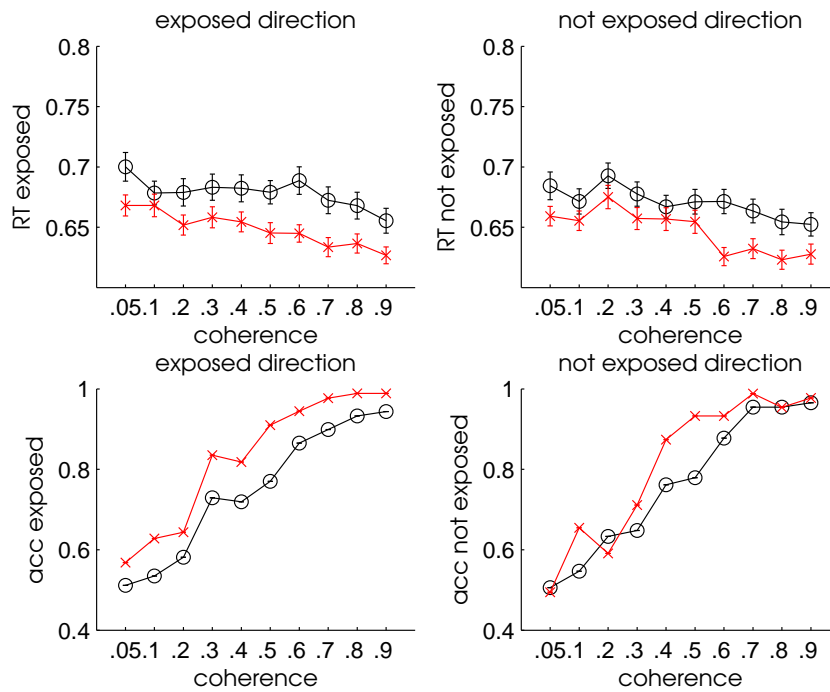 exposed direction
0.8
0.75
0.7
0.65
RT exposed
.05 .1 .2 .3 .4 .5 .6 .7 .8 .9
coherence
not exposed direction
0.8
0.75
0.7
0.65
RT not exposed
.05 .1 .2 .3 .4 .5 .6 .7 .8 .9
coherence
exposed direction
1
0.8
0.6
0.4
acc exposed
.05 .1 .2 .3 .4 .5 .6 .7 .8 .9
coherence
not exposed direction
1
0.8
0.6
0.4
acc not exposed
.05 .1 .2 .3 .4 .5 .6 .7 .8 .9
coherence